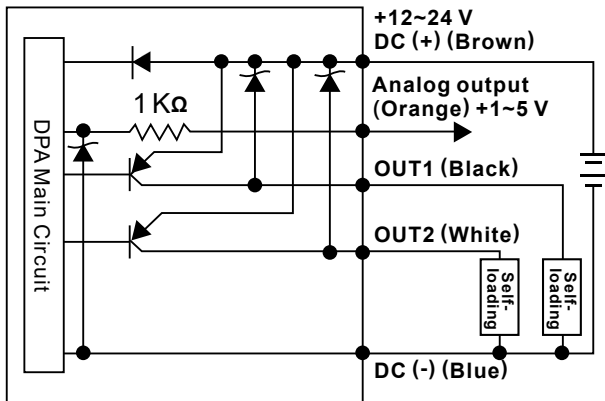 +12~24 V
DC (+) (Brown)
Analog output
(Orange) +1~5 V
1 KΩ
DPA Main Circuit
OUT1 (Black)
OUT2 (White)
Self-
loading
Self-
loading
DC (-) (Blue)